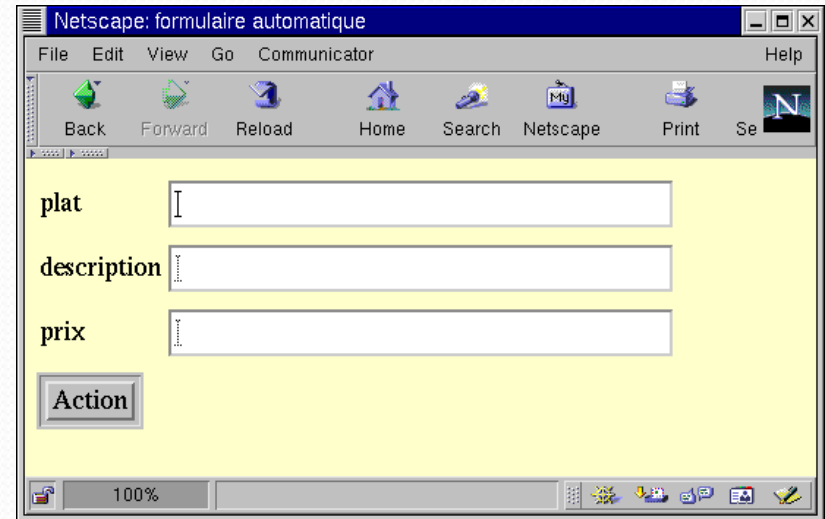 Netscape: formulaire automatique
File Edit View Go Communicator Help
Back Forward Reload Home Search Netscape Print Se
My
N
plat
description
prix
Action
100%